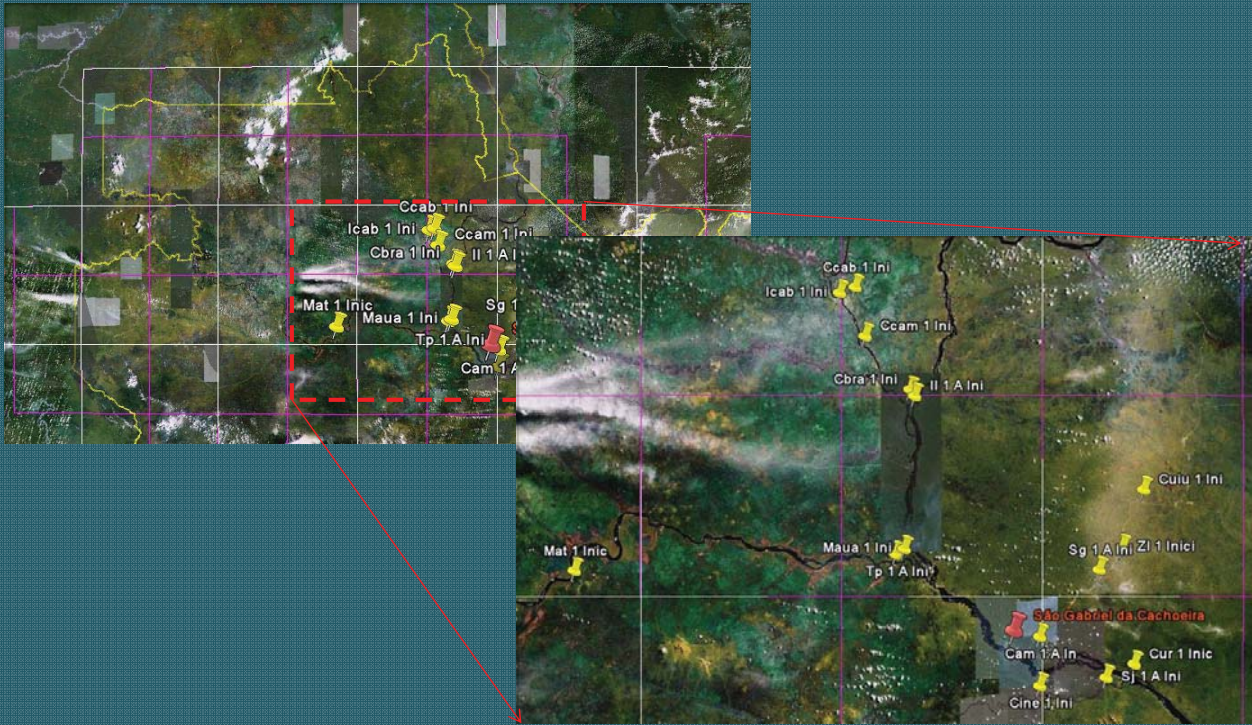 Ccab 1 Ini
Icab 1 Ini
Ccam 1 Ini
Cbra 1 Ini
Il 1 A I
Mat 1 Inic
Maua 1 Ini
Sg 1
Tp 1 A Ini
Cam 1 A
Ccab 1 Ini
Icab 1 Ini
Ccam 1 Ini
Cbra 1 Ini
Il 1 A Ini
Cuiu 1 Ini
Mat 1 Inic
Maua 1 Ini
Tp 1 A Ini
Sg 1 A Ini
Zl 1 Inici
São Gabriel da Cachoeira
Cam 1 A In
Cur 1 Inic
Sj 1 A Ini
Cine 1 Ini